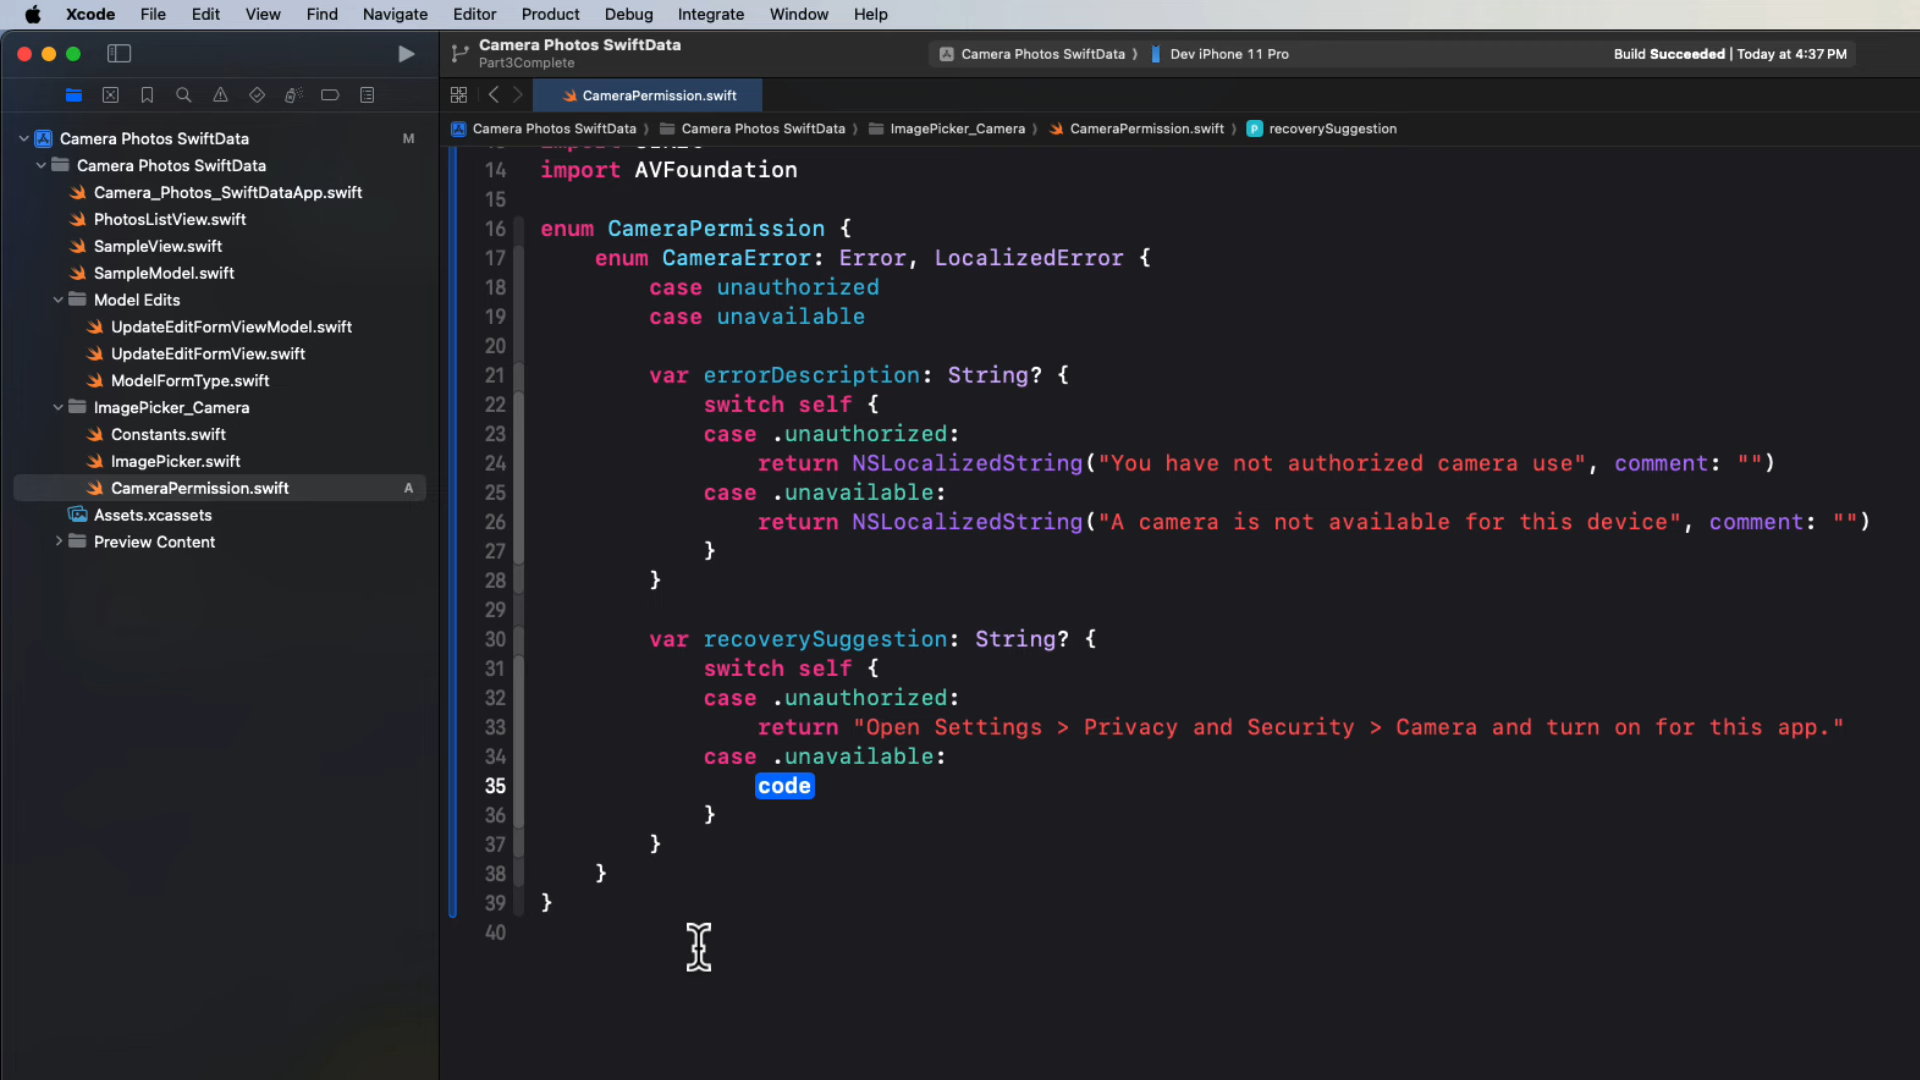 Xcode File Edit View Find Navigate Editor Product Debug Integrate Window Help
Camera Photos SwiftData
Part3Complete
Camera Photos SwiftData ⟩ Dev iPhone 11 Pro
Build Succeeded | Today at 4:37 PM
CameraPermission.swift
Camera Photos SwiftData ⟩ Camera Photos SwiftData ⟩ ImagePicker_Camera ⟩ CameraPermission.swift ⟩ P recoverySuggestion
Camera Photos SwiftData M
Camera Photos SwiftData
Camera_Photos_SwiftDataApp.swift
PhotosListView.swift
SampleView.swift
SampleModel.swift
Model Edits
UpdateEditFormViewModel.swift
UpdateEditFormView.swift
ModelFormType.swift
ImagePicker_Camera
Constants.swift
ImagePicker.swift
CameraPermission.swift A
Assets.xcassets
Preview Content
14 import AVFoundation
15
16 enum CameraPermission {
17 enum CameraError: Error, LocalizedError {
18 case unauthorized
19 case unavailable
20
21 var errorDescription: String? {
22 switch self {
23 case .unauthorized:
24 return NSLocalizedString("You have not authorized camera use", comment: "")
25 case .unavailable:
26 return NSLocalizedString("A camera is not available for this device", comment: "")
27 }
28 }
29
30 var recoverySuggestion: String? {
31 switch self {
32 case .unauthorized:
33 return "Open Settings > Privacy and Security > Camera and turn on for this app."
34 case .unavailable:
35 code
36 }
37 }
38 }
39 }
40